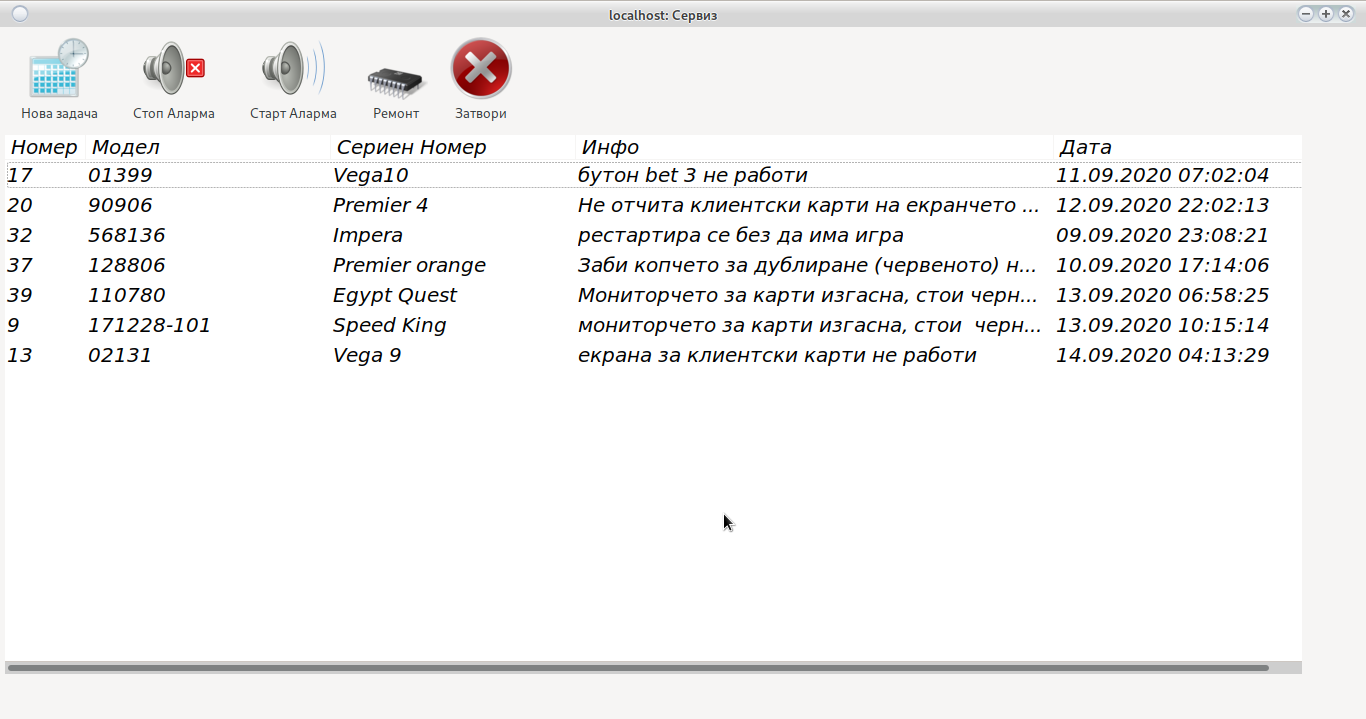 localhost: Сервиз
Нова задача Стоп Аларма Старт Аларма Ремонт Затвори
Номер Модел Сериен Номер Инфо Дата
17 01399 Vega10 бутон bet 3 не работи 11.09.2020 07:02:04
20 90906 Premier 4 Не отчита клиентски карти на екранчето ... 12.09.2020 22:02:13
32 568136 Impera рестартира се без да има игра 09.09.2020 23:08:21
37 128806 Premier orange Заби копчето за дублиране (червеното) н... 10.09.2020 17:14:06
39 110780 Egypt Quest Мониторчето за карти изгасна, стои черн... 13.09.2020 06:58:25
9 171228-101 Speed King мониторчето за карти изгасна, стои  черн... 13.09.2020 10:15:14
13 02131 Vega 9 екрана за клиентски карти не работи 14.09.2020 04:13:29